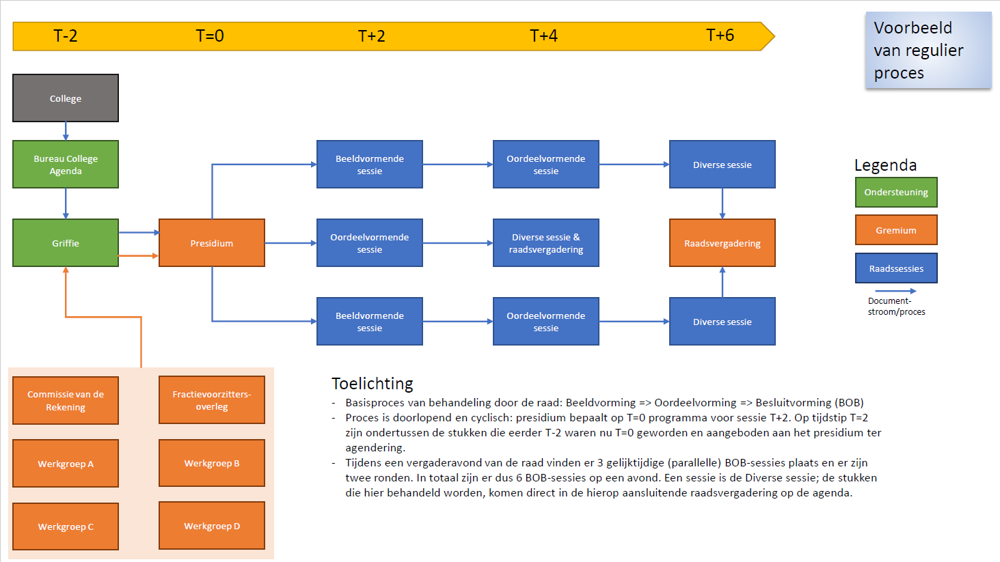 T-2
T=0
T+2
T+4
T+6
Voorbeeld
van regulier
proces
College
Bureau College
Agenda
Beeldvormende
sessie
Oordeelvormende
sessie
Diverse sessie
Legenda
Ondersteuning
Griffie
Presidium
Oordeelvormende
sessie
Diverse sessie &
raadsvergadering
Raadsvergadering
Gremium
Raadssessies
Document-
stroom/proces
Beeldvormende
sessie
Oordeelvormende
sessie
Diverse sessie
Commissie van de
Rekening
Fractievoorzitters-
overleg
Werkgroep A
Werkgroep B
Werkgroep C
Werkgroep D
Toelichting
- Basisproces van behandeling door de raad: Beeldvorming => Oordeelvorming => Besluitvorming (BOB)
- Proces is doorlopend en cyclisch: presidium bepaalt op T=0 programma voor sessie T+2. Op tijdstip T=2
zijn ondertussen de stukken die eerder T-2 waren nu T=0 geworden en aangeboden aan het presidium ter
agendering.
- Tijdens een vergaderavond van de raad vinden er 3 gelijktijdige (parallelle) BOB-sessies plaats en er zijn
twee ronden. In totaal zijn er dus 6 BOB-sessies op een avond. Een sessie is de Diverse sessie; de stukken
die hier behandeld worden, komen direct in de hierop aansluitende raadsvergadering op de agenda.